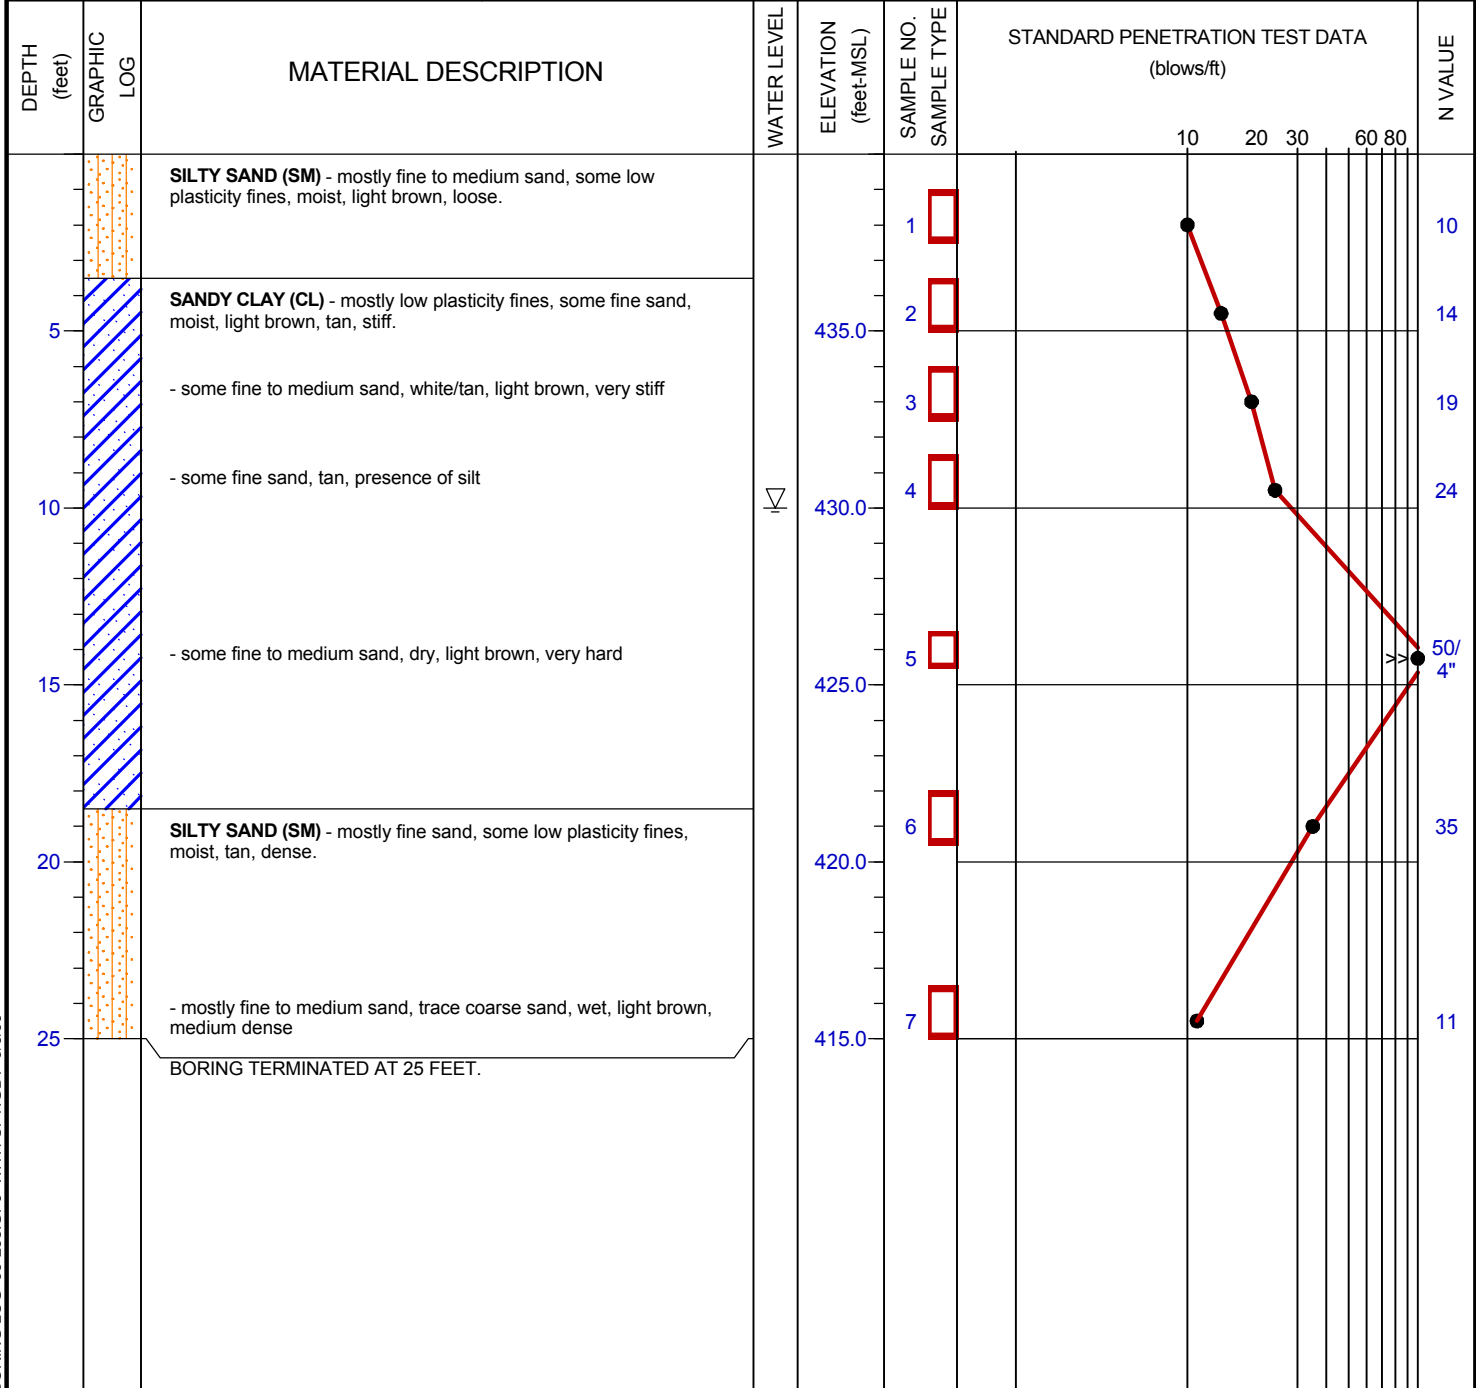 DEPTH
(feet)
GRAPHIC
LOG
MATERIAL DESCRIPTION
WATER LEVEL
ELEVATION
(feet-MSL)
SAMPLE NO.
SAMPLE TYPE
STANDARD PENETRATION TEST DATA
(blows/ft)
10 20 30 60 80
N VALUE
SILTY SAND (SM) - mostly fine to medium sand, some low
plasticity fines, moist, light brown, loose.
1 10
SANDY CLAY (CL) - mostly low plasticity fines, some fine sand,
moist, light brown, tan, stiff.
2 14
5 435.0
- some fine to medium sand, white/tan, light brown, very stiff
3 19
- some fine sand, tan, presence of silt
4 24
10 430.0
- some fine to medium sand, dry, light brown, very hard
5 >> 50/
4"
15 425.0
SILTY SAND (SM) - mostly fine sand, some low plasticity fines,
moist, tan, dense.
6 35
20 420.0
- mostly fine to medium sand, trace coarse sand, wet, light brown,
medium dense
7 11
25 415.0
BORING TERMINATED AT 25 FEET.